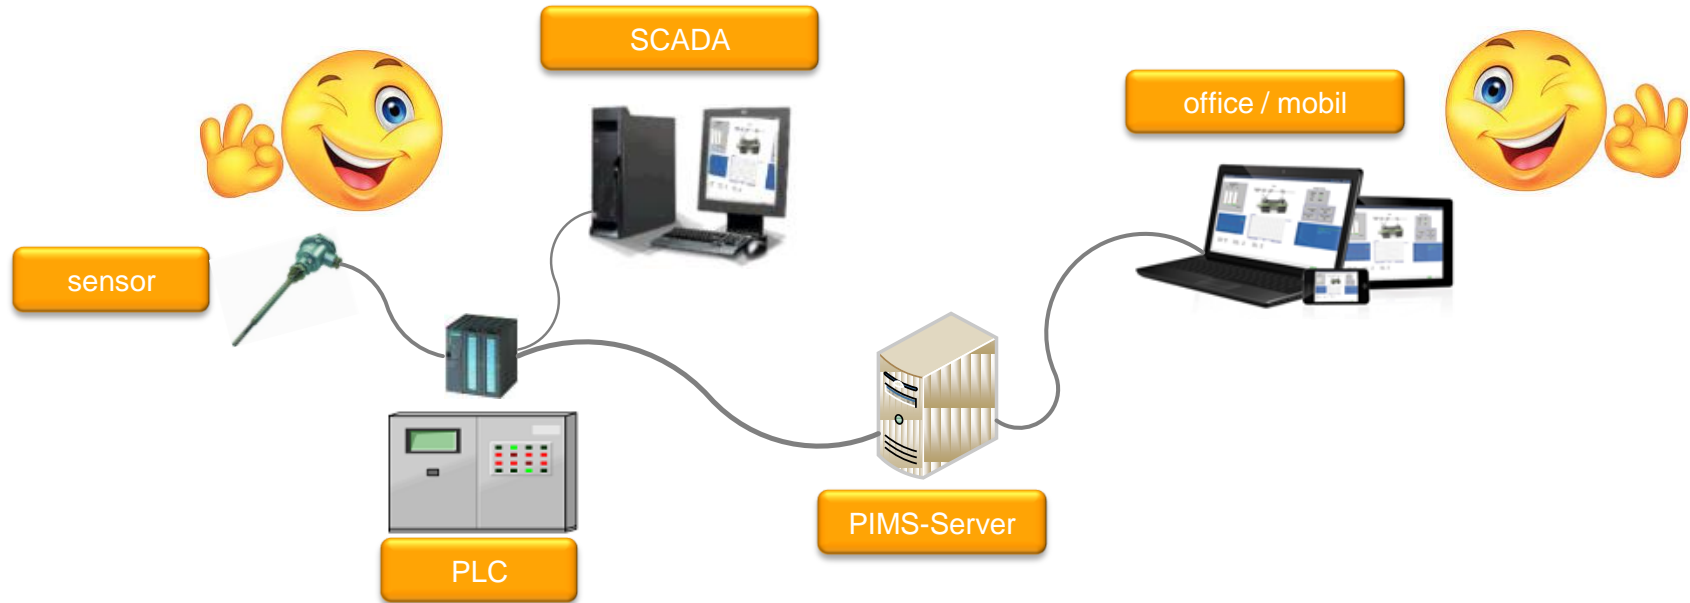 SCADA
office / mobil
sensor
PIMS-Server
PLC